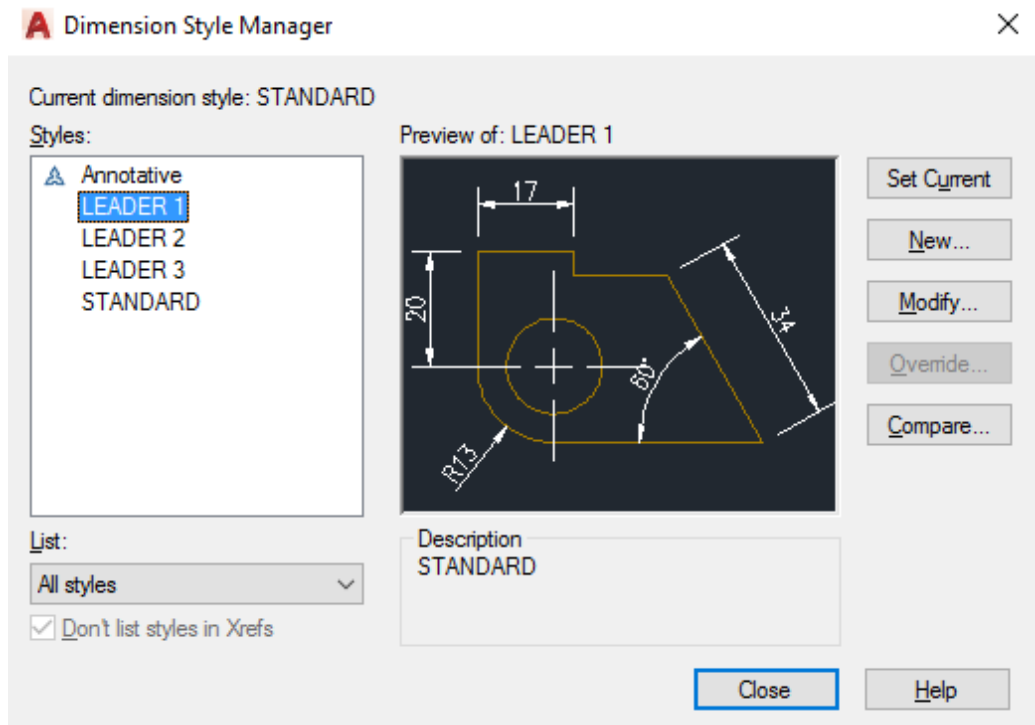 Dimension Style Manager
Current dimension style: STANDARD
Styles:
Annotative
LEADER 1
LEADER 2
LEADER 3
STANDARD
Preview of: LEADER 1
17
20
34
60°
R13
Set Current
New...
Modify...
Override...
Compare...
List:
All styles
Don't list styles in Xrefs
Description
STANDARD
Close
Help